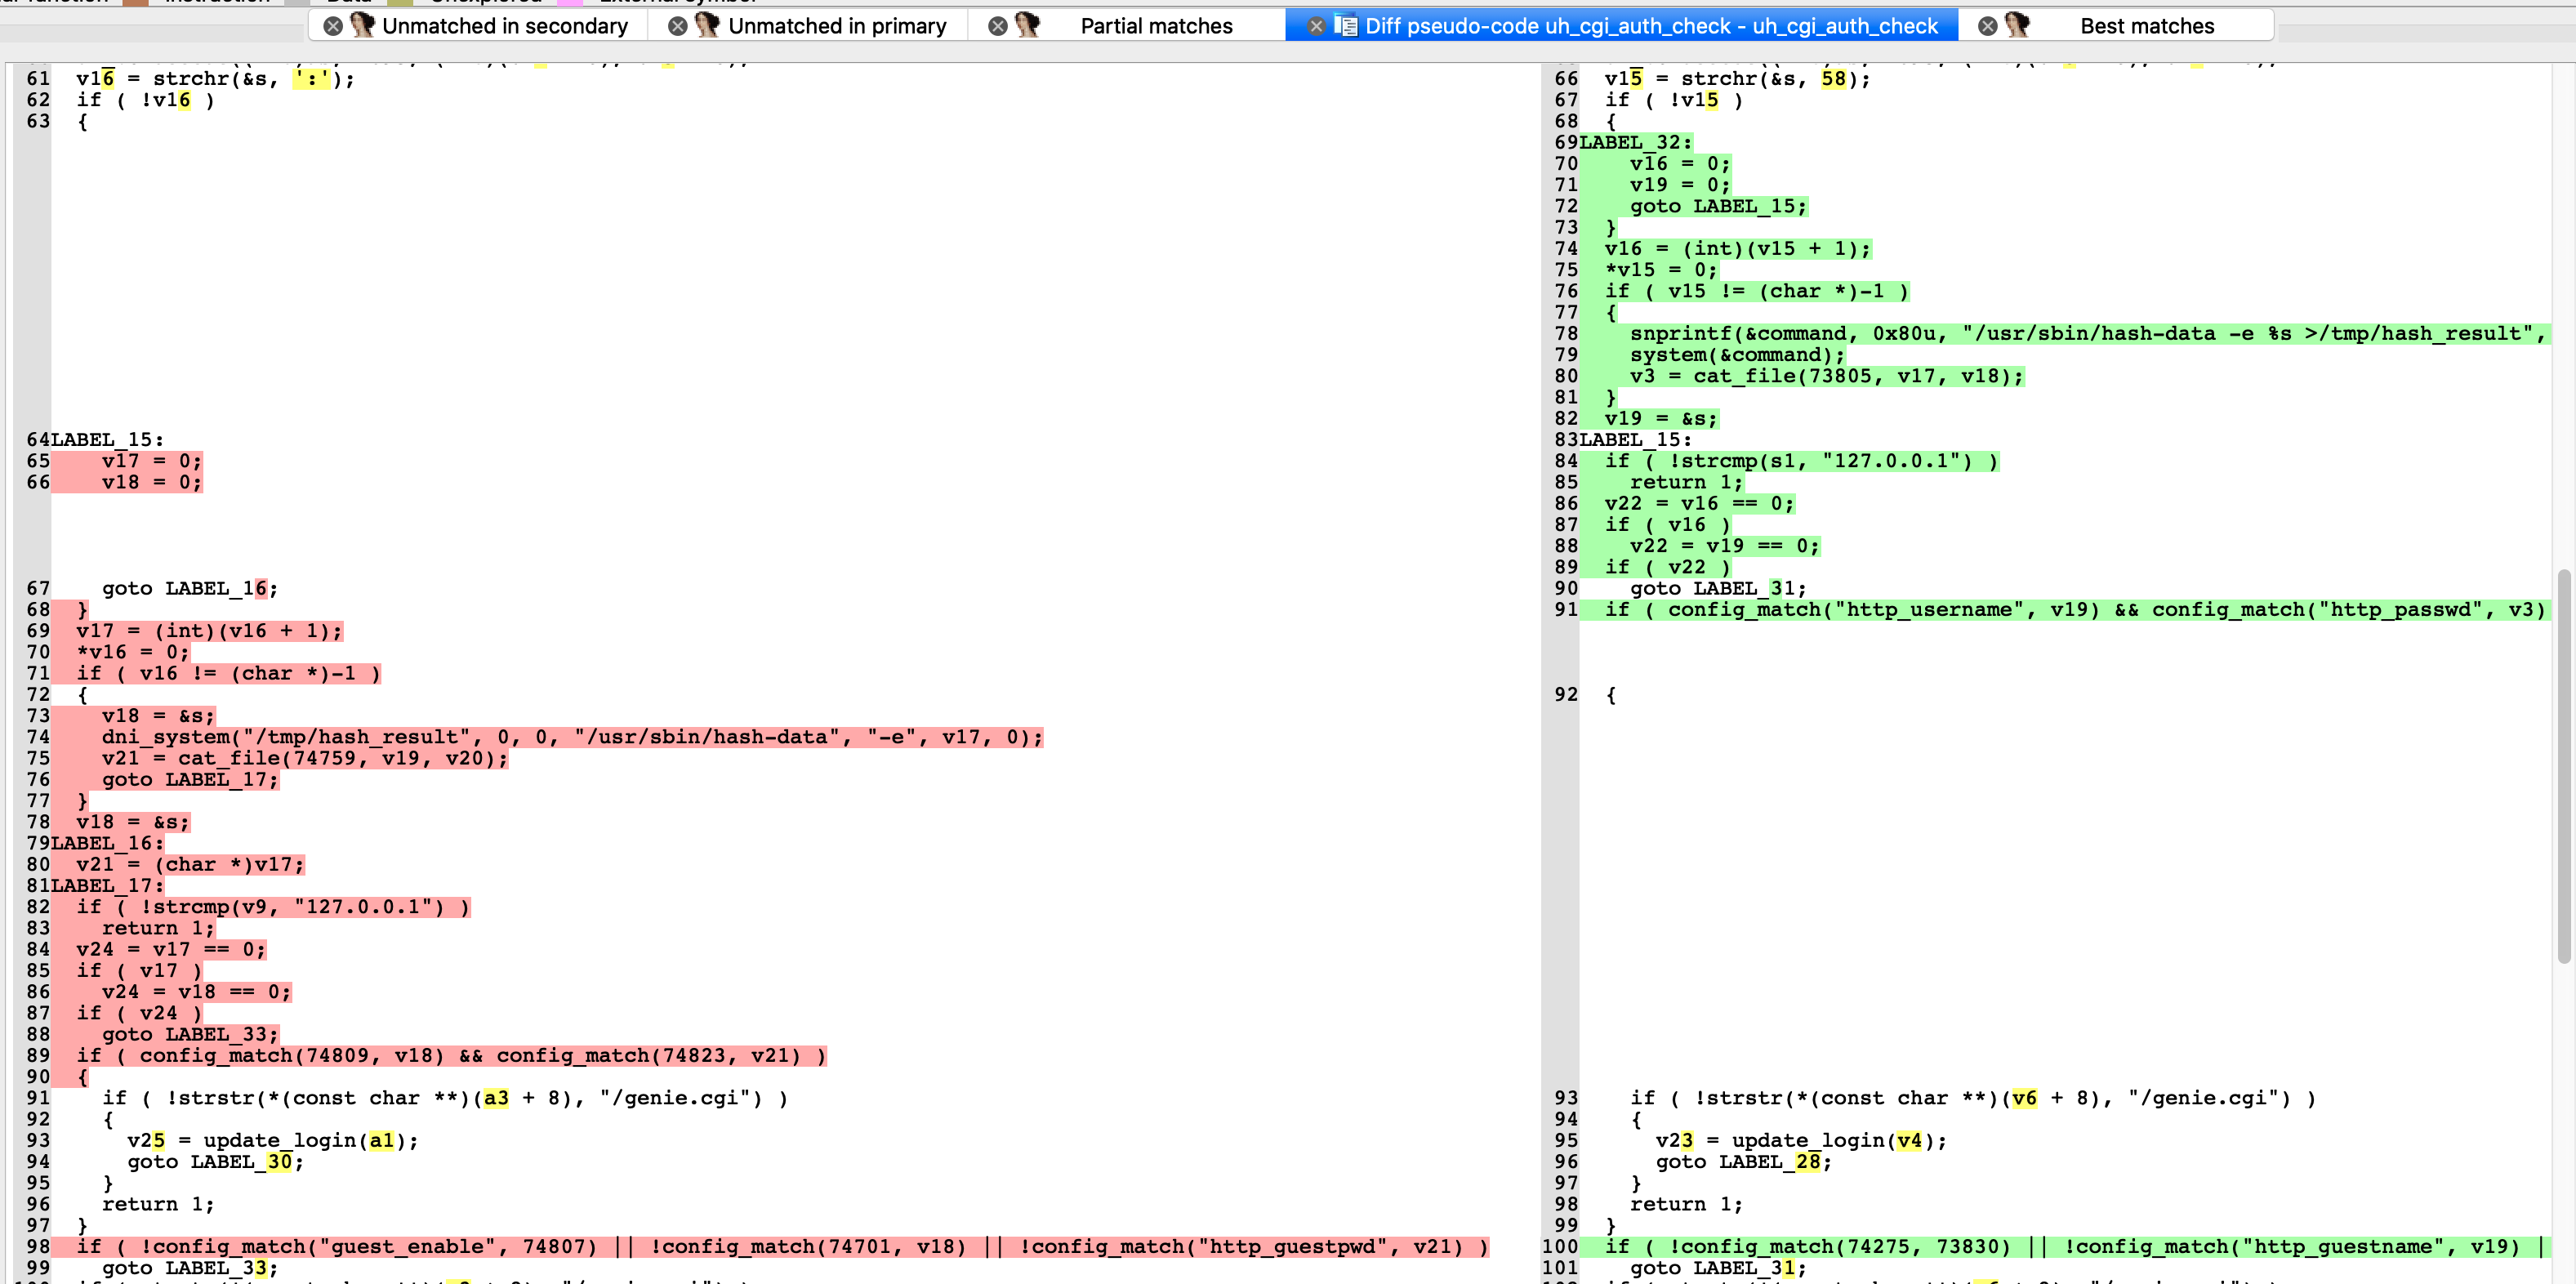 Unmatched in secondary
Unmatched in primary
Partial matches
Diff pseudo-code uh_cgi_auth_check - uh_cgi_auth_check
Best matches
61 v16 = strchr(&s, ':');
62 if ( !v16 )
63 {
64 LABEL_15:
65 v17 = 0;
66 v18 = 0;
67 goto LABEL_16;
68 }
69 v17 = (int)(v16 + 1);
70 *v16 = 0;
71 if ( v16 != (char *)-1 )
72 {
73 v18 = &s;
74 dni_system("/tmp/hash_result", 0, 0, "/usr/sbin/hash-data", "-e", v17, 0);
75 v21 = cat_file(74759, v19, v20);
76 goto LABEL_17;
77 }
78 v18 = &s;
79 LABEL_16:
80 v21 = (char *)v17;
81 LABEL_17:
82 if ( !strcmp(v9, "127.0.0.1") )
83 return 1;
84 v24 = v17 == 0;
85 if ( v17 )
86 v24 = v18 == 0;
87 if ( v24 )
88 goto LABEL_33;
89 if ( config_match(74809, v18) && config_match(74823, v21) )
90 {
91 if ( !strstr(*(const char **)(a3 + 8), "/genie.cgi") )
92 {
93 v25 = update_login(a1);
94 goto LABEL_30;
95 }
96 return 1;
97 }
98 if ( !config_match("guest_enable", 74807) || !config_match(74701, v18) || !config_match("http_guestpwd", v21) )
99 goto LABEL_33;
66 v15 = strchr(&s, 58);
67 if ( !v15 )
68 {
69 LABEL_32:
70 v16 = 0;
71 v19 = 0;
72 goto LABEL_15;
73 }
74 v16 = (int)(v15 + 1);
75 *v15 = 0;
76 if ( v15 != (char *)-1 )
77 {
78 snprintf(&command, 0x80u, "/usr/sbin/hash-data -e %s >/tmp/hash_result",
79 system(&command);
80 v3 = cat_file(73805, v17, v18);
81 }
82 v19 = &s;
83 LABEL_15:
84 if ( !strcmp(s1, "127.0.0.1") )
85 return 1;
86 v22 = v16 == 0;
87 if ( v16 )
88 v22 = v19 == 0;
89 if ( v22 )
90 goto LABEL_31;
91 if ( config_match("http_username", v19) && config_match("http_passwd", v3)
92 {
93 if ( !strstr(*(const char **)(v6 + 8), "/genie.cgi") )
94 {
95 v23 = update_login(v4);
96 goto LABEL_28;
97 }
98 return 1;
99 }
100 if ( !config_match(74275, 73830) || !config_match("http_guestname", v19) |
101 goto LABEL_31;